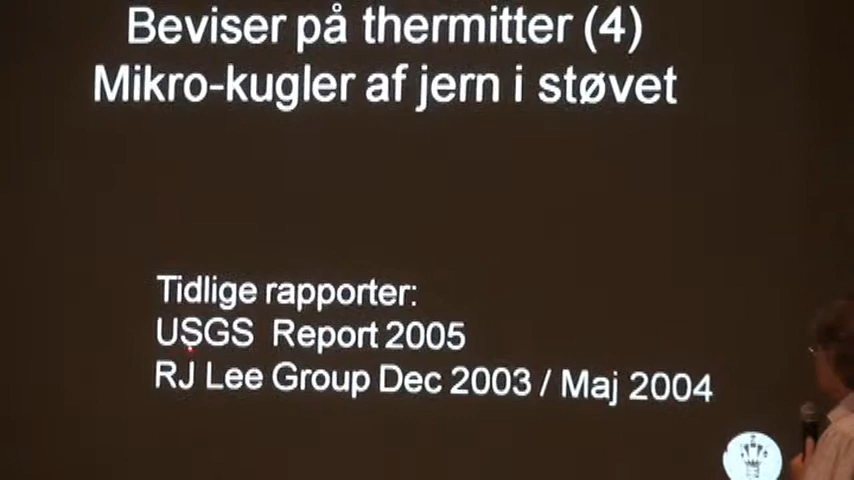 Beviser på thermitter (4)
Mikro-kugler af jern i støvet
Tidlige rapporter:
USGS Report 2005
RJ Lee Group Dec 2003 / Maj 2004